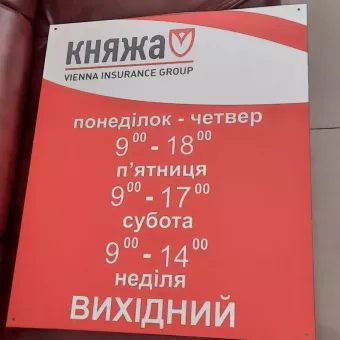 КНЯЖА
VIENNA INSURANCE GROUP
понеділок - четвер
9⁰⁰ - 18⁰⁰
п'ятниця
9⁰⁰ - 17⁰⁰
субота
9⁰⁰ - 14⁰⁰
неділя
ВИХІДНИЙ